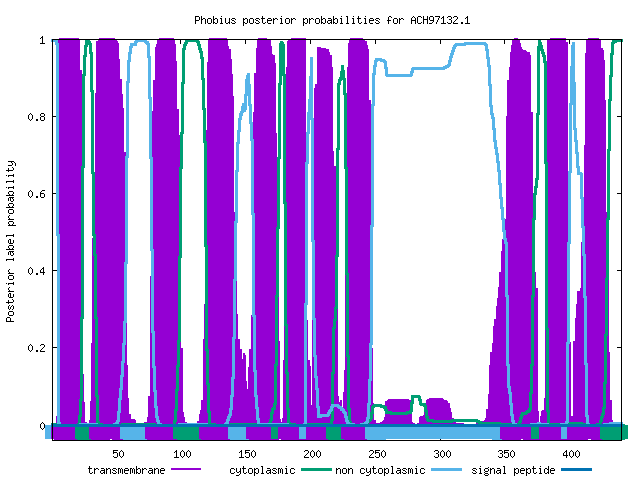 Phobius posterior probabilities for ACH97132.1
1
0.8
0.6
0.4
0.2
0
Posterior label probability
50 100 150 200 250 300 350 400
transmembrane cytoplasmic non cytoplasmic signal peptide